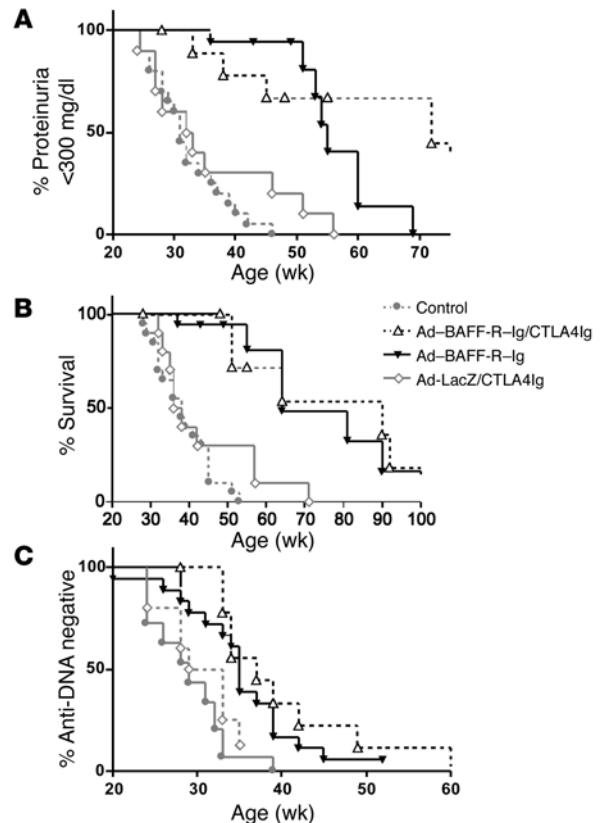 A
% Proteinuria
<300 mg/dl
100
50
0
20 30 40 50 60 70
Age (wk)
B
% Survival
100
50
0
20 30 40 50 60 70 80 90 100
Age (wk)
Control
Ad–BAFF-R–Ig/CTLA4Ig
Ad–BAFF-R–Ig
Ad-LacZ/CTLA4Ig
C
% Anti-DNA negative
100
50
0
20 30 40 50 60
Age (wk)